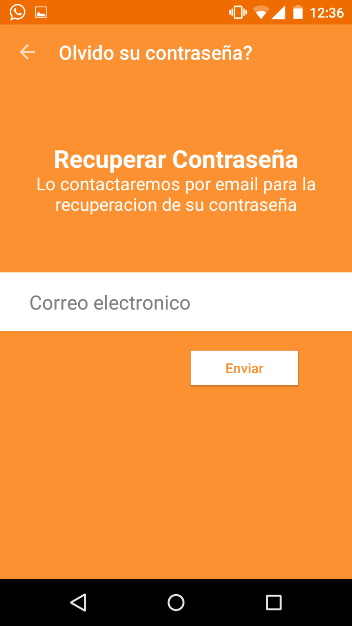 12:36
Olvido su contraseña?
Recuperar Contraseña
Lo contactaremos por email para la
recuperacion de su contraseña
Correo electronico
Enviar